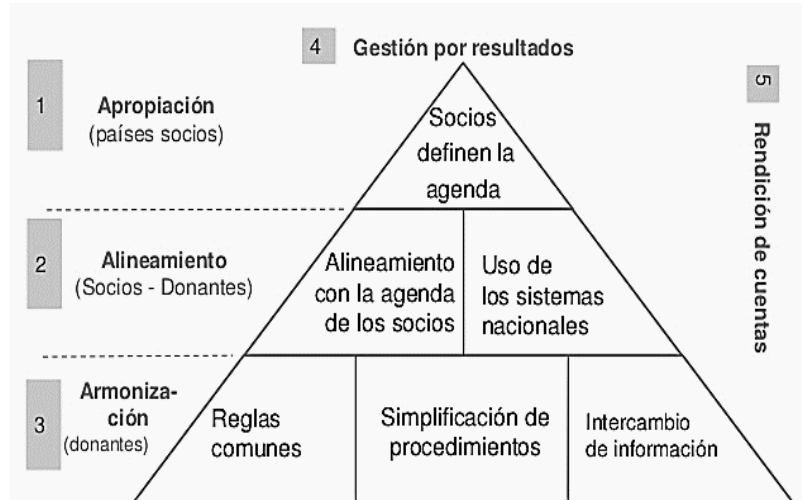 4 Gestión por resultados
1
Apropiación
(países socios)
Socios
definen la
agenda
5 Rendición de cuentas
2
Alineamiento
(Socios - Donantes)
Alineamiento
con la agenda
de los socios
Uso de
los sistemas
nacionales
3
Armoniza-
ción
(donantes)
Reglas
comunes
Simplificación de
procedimientos
Intercambio
de información